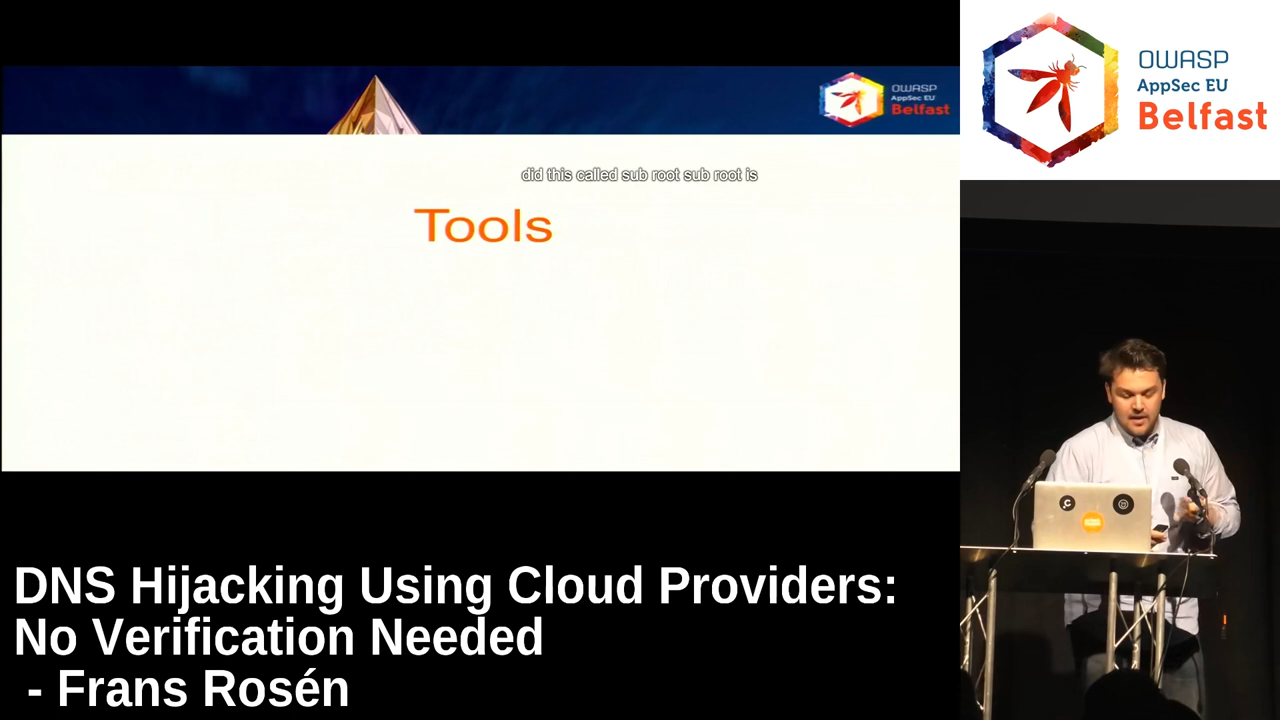 OWASP
AppSec EU
Belfast
did this called sub root sub root is
Tools
OWASP
AppSec EU
Belfast
DNS Hijacking Using Cloud Providers:
No Verification Needed
- Frans Rosén